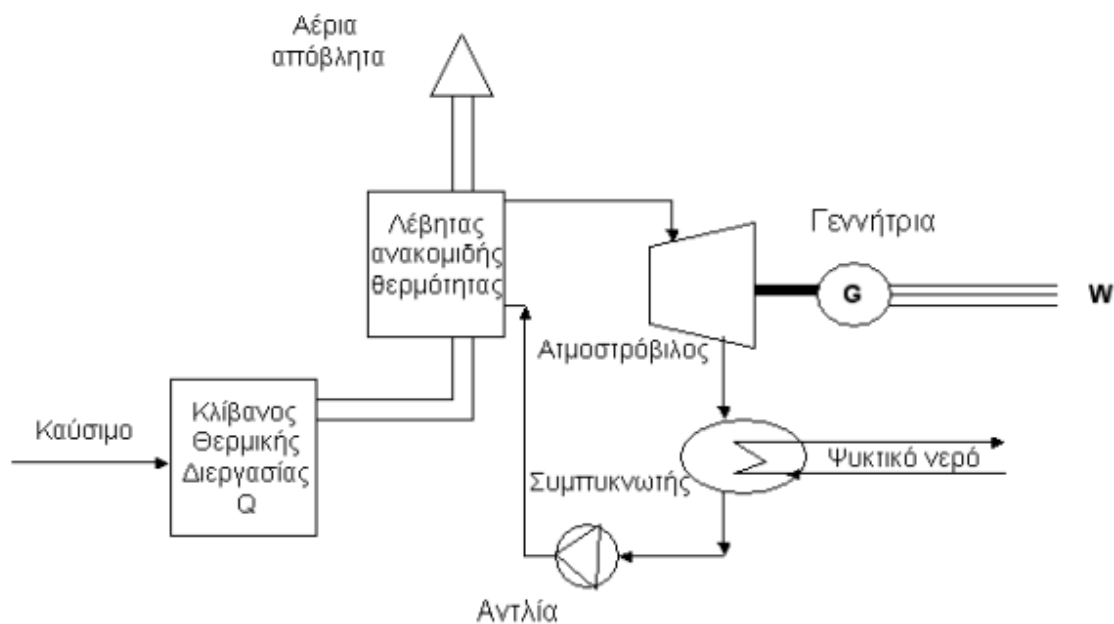 Αέρια
απόβλητα
Λέβητας
ανακομιδής
θερμότητας
Γεννήτρια
G
W
Ατμοστρόβιλος
Καύσιμο
Κλίβανος
Θερμικής
Διεργασίας
Q
Ψυκτικό νερό
Συμπυκνωτής
Αντλία